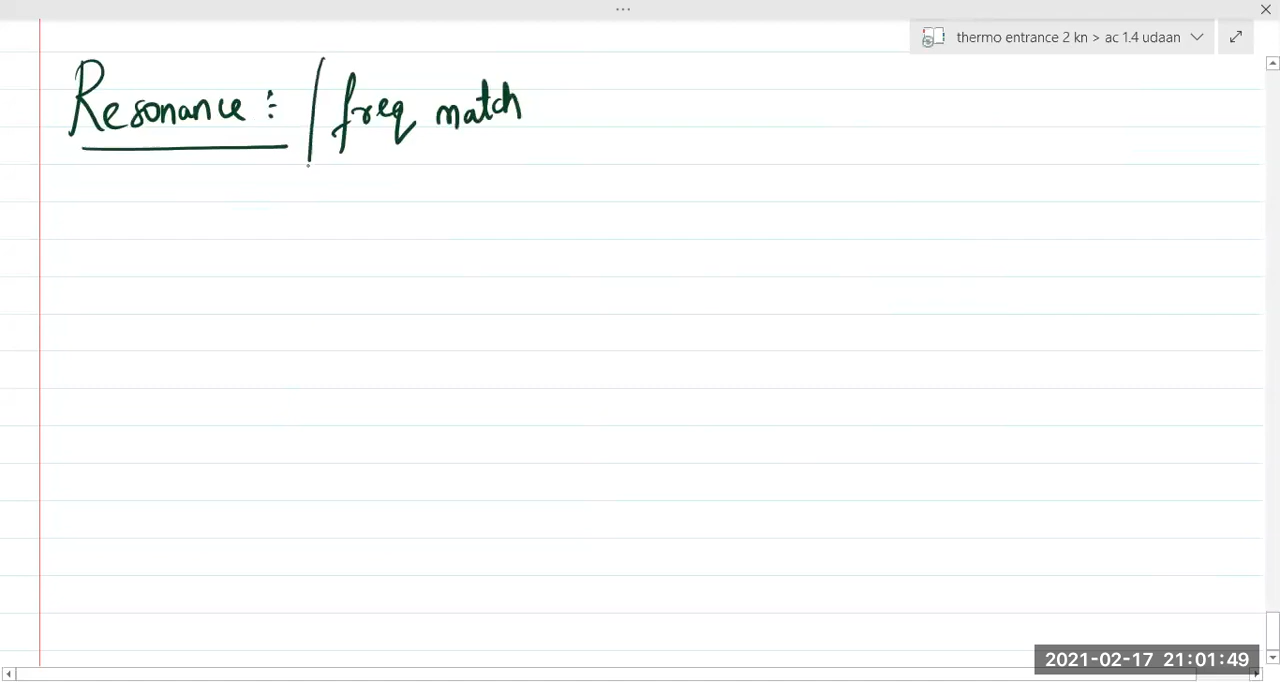 ...
thermo entrance 2 kn > ac 1.4 udaan
Resonance : / freq match
2021-02-17 21:01:49